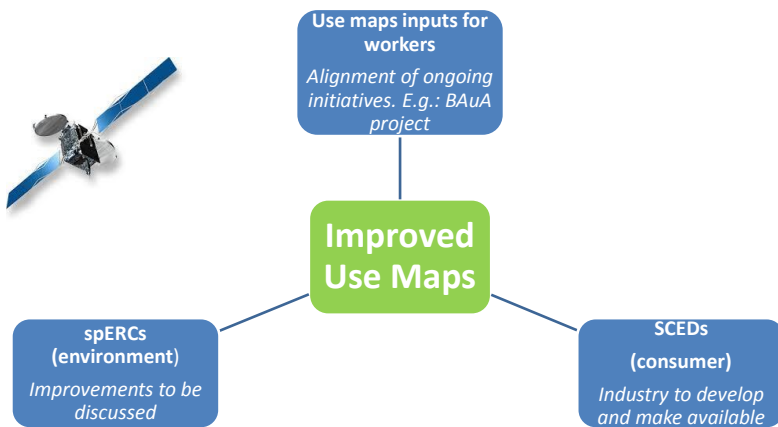 Use maps inputs for
workers
Alignment of ongoing
initiatives. E.g.: BAuA
project
Improved
Use Maps
spERCs
(environment)
Improvements to be
discussed
SCEDs
(consumer)
Industry to develop
and make available